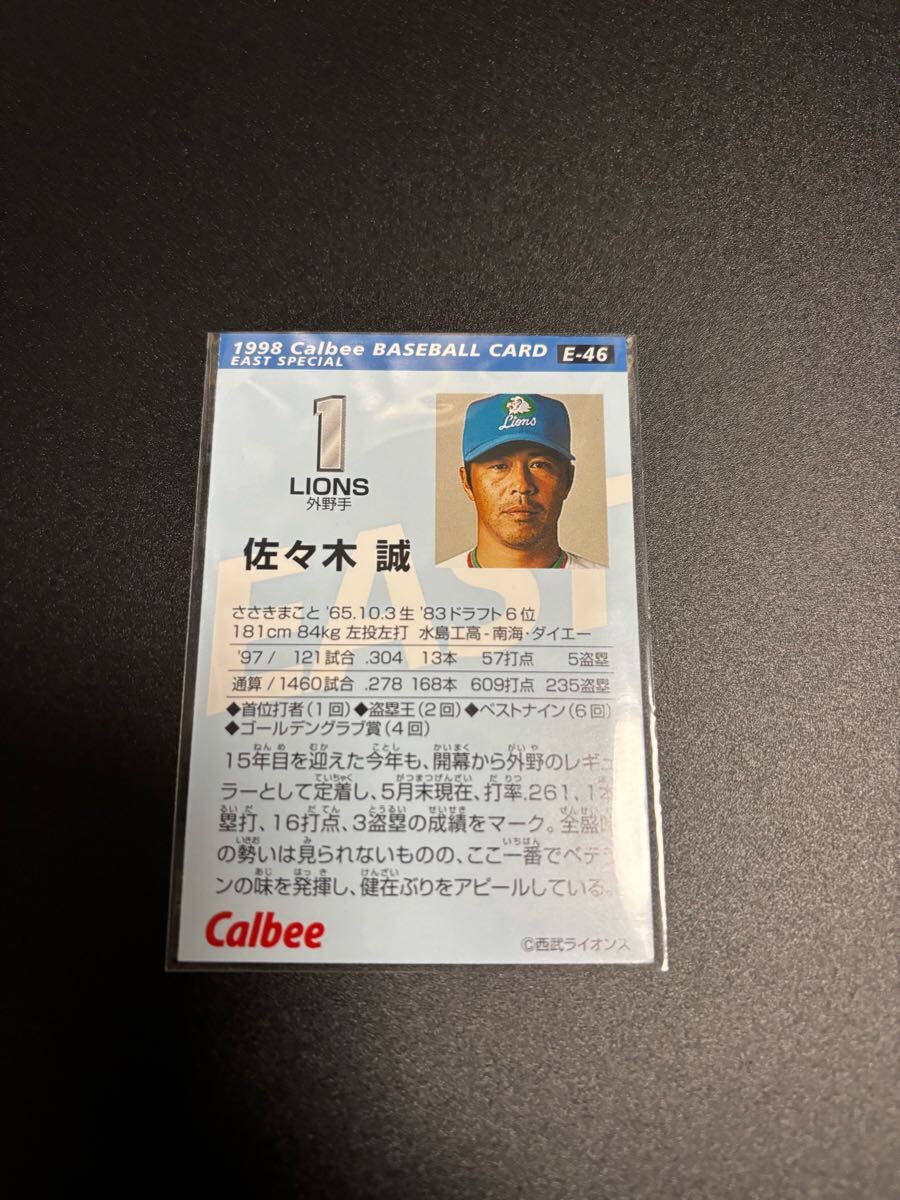 1998 Calbee BASEBALL CARD E-46
EAST SPECIAL
Lions
1
LIONS
外野手
EAST
佐々木 誠
ささきまこと '65.10.3生 '83ドラフト6位
181cm 84kg 左投左打 水島工高-南海・ダイエー
'97/ 121試合 .304 13本 57打点 5盗塁
通算/1460試合 .278 168本 609打点 235盗塁
◆首位打者(1回)◆盗塁王(2回)◆ベストナイン(6回)
◆ゴールデングラブ賞(4回)
15年目を迎えた今年も、開幕から外野のレギュ
ラーとして定着し、5月末現在、打率.261、1本
塁打、16打点、3盗塁の成績をマーク。全盛時
の勢いは見られないものの、ここ一番でベテラ
ンの味を発揮し、健在ぶりをアピールしている。
Calbee
©西武ライオンズ